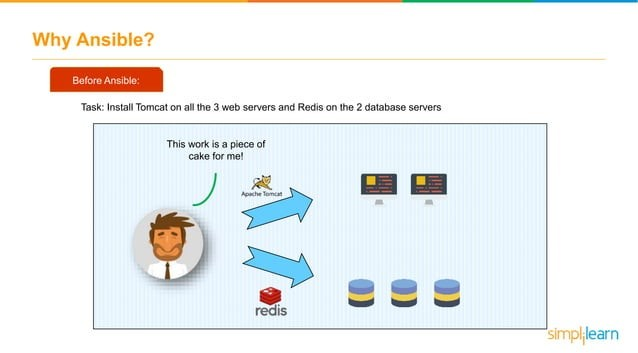 Why Ansible?
Before Ansible:
Task: Install Tomcat on all the 3 web servers and Redis on the 2 database servers
This work is a piece of
cake for me!
Apache Tomcat
redis
simplilearn